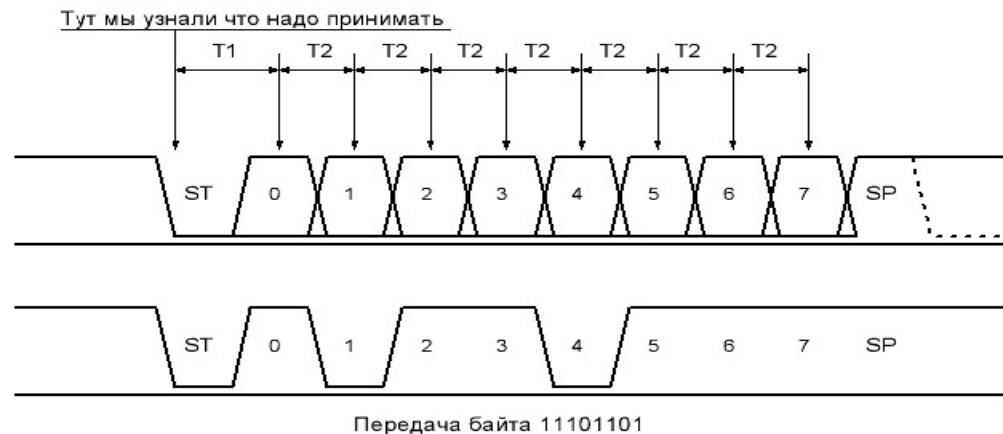 Тут мы узнали что надо принимать
T1 T2 T2 T2 T2 T2 T2 T2
ST 0 1 2 3 4 5 6 7 SP
ST 0 1 2 3 4 5 6 7 SP
Передача байта 11101101